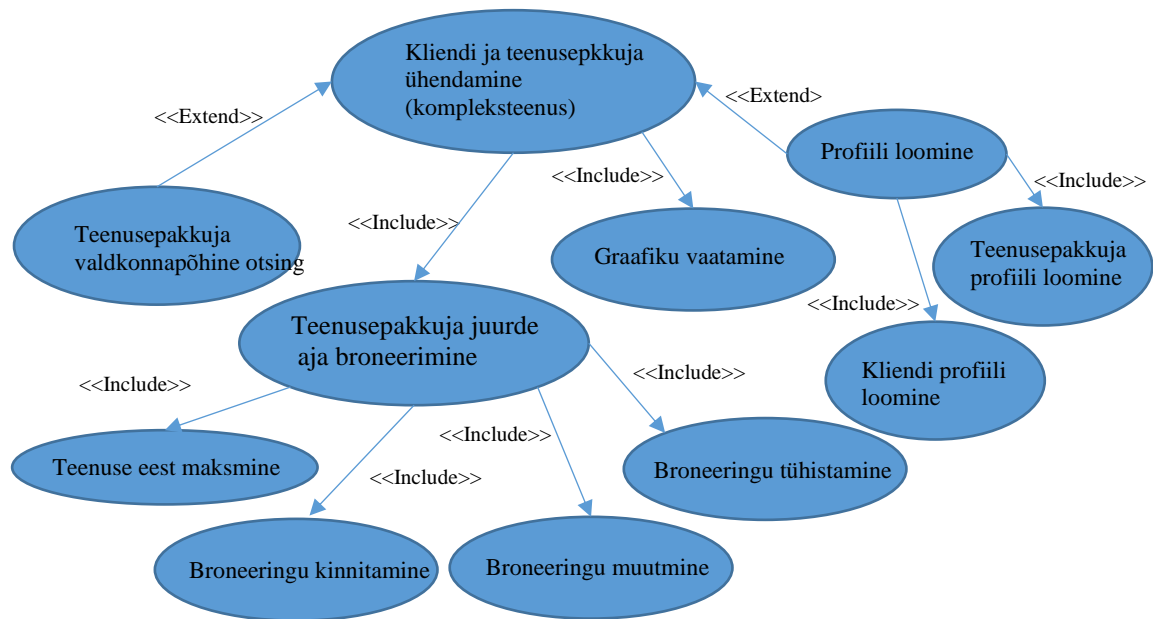 Kliendi ja teenusepkkuja
ühendamine
(kompleksteenus)
<<Extend>>
<<Extend>
Profiili loomine
<<Include>>
<<Include>>
<<Include>>
Teenusepakkuja
valdkonnapõhine otsing
Graafiku vaatamine
Teenusepakkuja
profiili loomine
<<Include>>
Teenusepakkuja juurde
aja broneerimine
Kliendi profiili
loomine
<<Include>>
<<Include>>
<<Include>>
<<Include>>
Teenuse eest maksmine
Broneeringu tühistamine
Broneeringu kinnitamine
Broneeringu muutmine